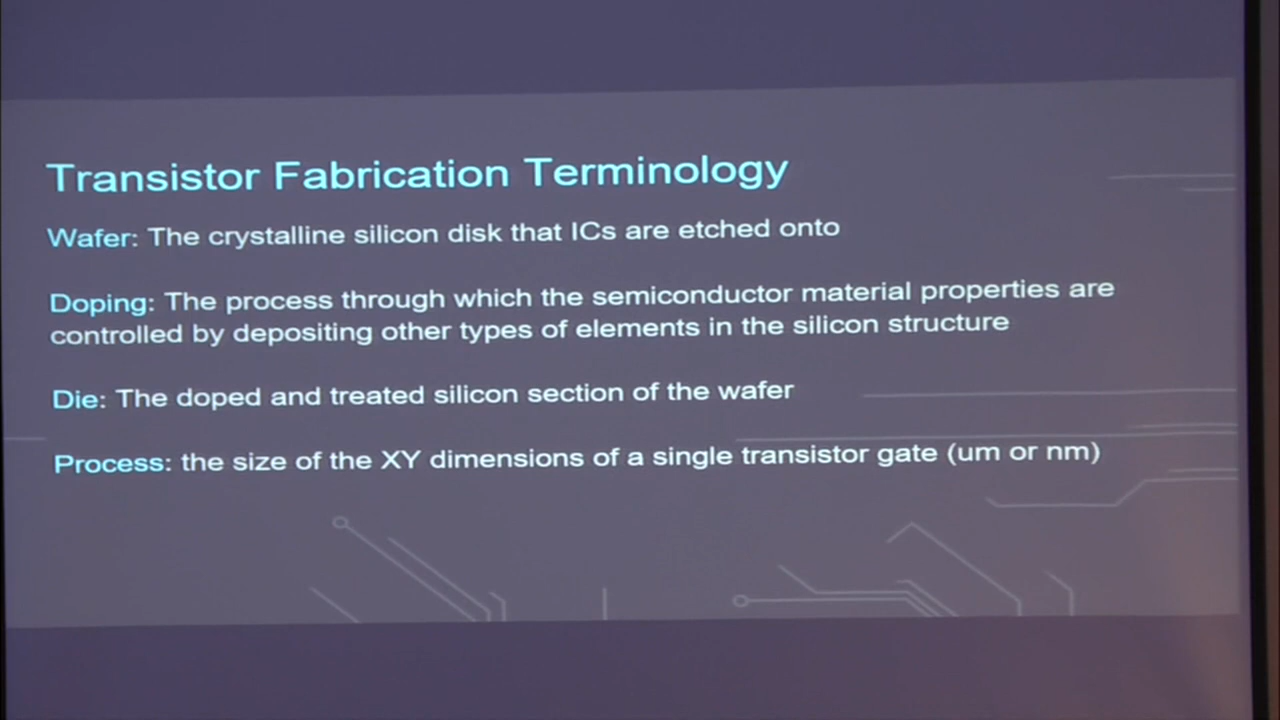 Transistor Fabrication Terminology
Wafer: The crystalline silicon disk that ICs are etched onto
Doping: The process through which the semiconductor material properties are
controlled by depositing other types of elements in the silicon structure
Die: The doped and treated silicon section of the wafer
Process: the size of the XY dimensions of a single transistor gate (um or nm)